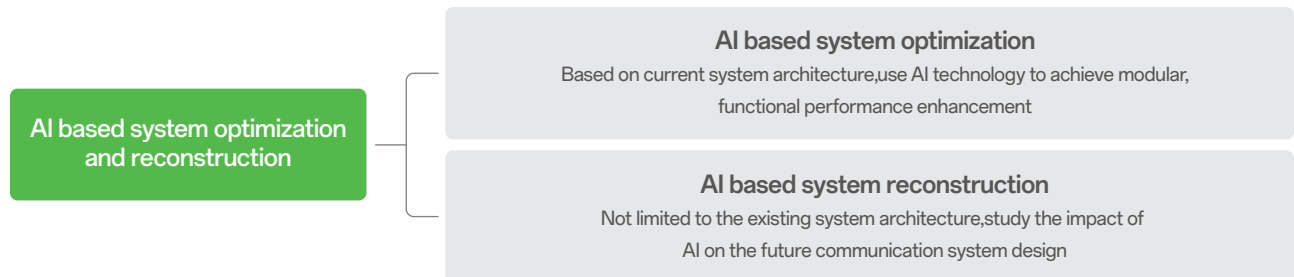 AI based system optimization
and reconstruction
AI based system optimization
Based on current system architecture,use AI technology to achieve modular,
functional performance enhancement
AI based system reconstruction
Not limited to the existing system architecture,study the impact of
AI on the future communication system design